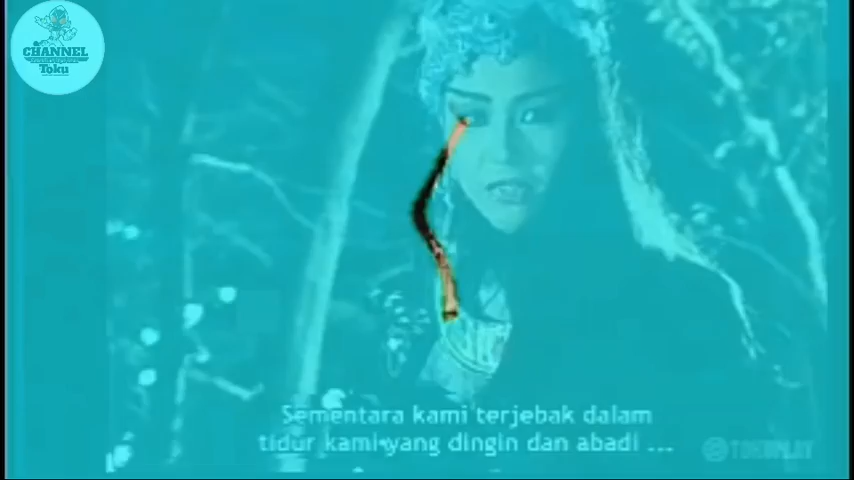 CHANNEL
Toku
Sementara kami terjebak dalam
tidur kami yang dingin dan abadi ...
TOKUPLAY